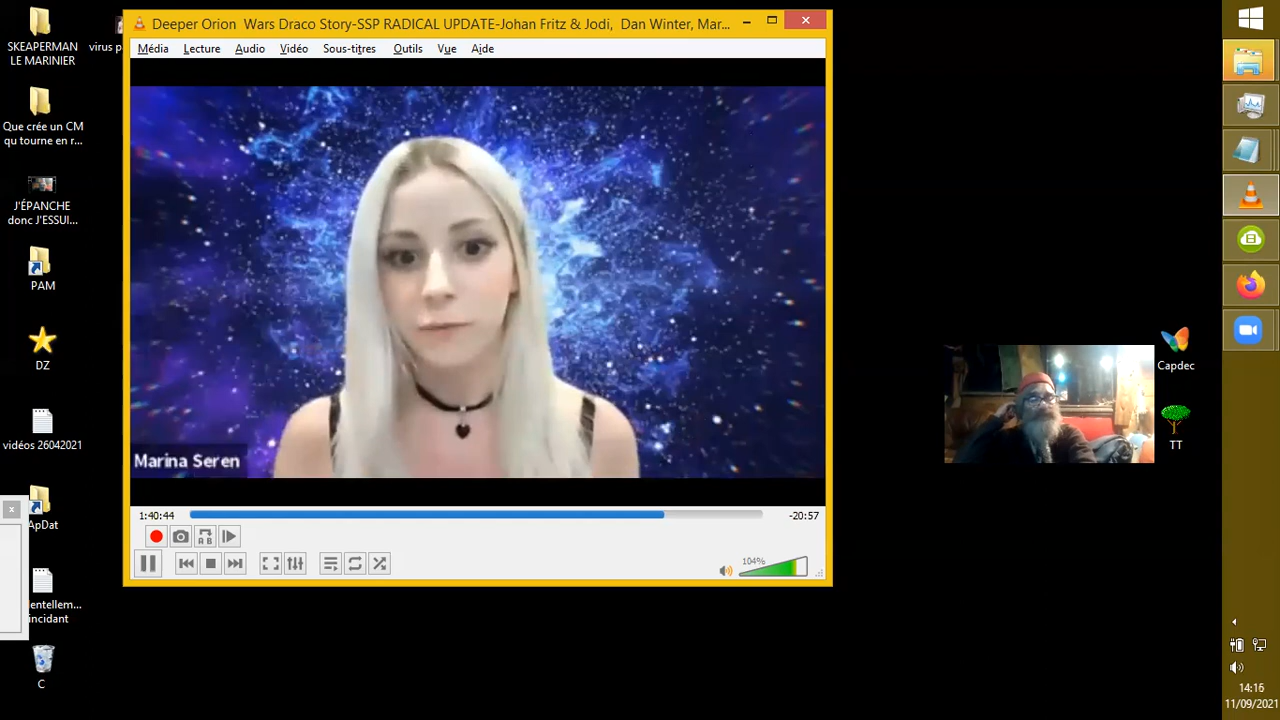 SKEAPERMAN
LE MARINIER
virus p
Que crée un CM
qu tourne en r...
J'ÉPANCHE
donc J'ESSUI...
PAM
DZ
vidéos 26042021
x
ApDat
entellem...
incidant
C
Deeper Orion Wars Draco Story-SSP RADICAL UPDATE-Johan Fritz & Jodi, Dan Winter, Mar...
Média Lecture Audio Vidéo Sous-titres Outils Vue Aide
Marina Seren
1:40:44 -20:57
A B
104%
Capdec
TT
14:16
11/09/2021